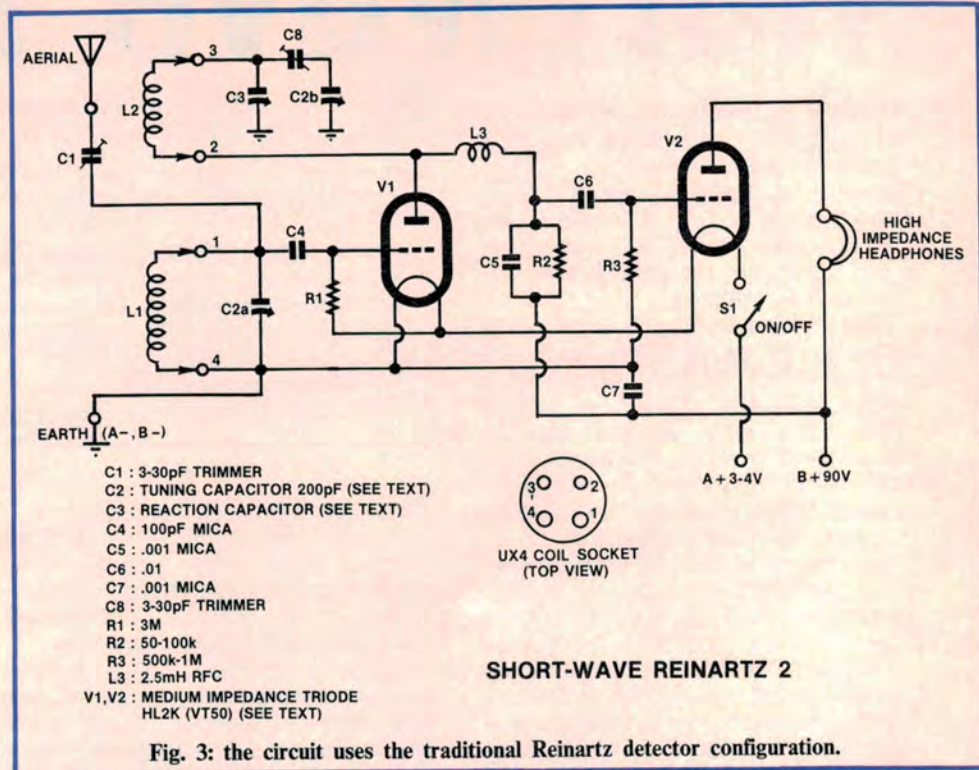 AERIAL
C1
L2
3
C8
C3
C2b
2
L3
V1
V2
C6
C4
R1
C5
R2
R3
HIGH
IMPEDANCE
HEADPHONES
1
L1
C2a
4
S1
ON/OFF
C7
EARTH (A-, B-)
A+3-4V
B+90V
C1 : 3-30pF TRIMMER
C2 : TUNING CAPACITOR 200pF (SEE TEXT)
C3 : REACTION CAPACITOR (SEE TEXT)
C4 : 100pF MICA
C5 : .001 MICA
C6 : .01
C7 : .001 MICA
C8 : 3-30pF TRIMMER
R1 : 3M
R2 : 50-100k
R3 : 500k-1M
L3 : 2.5mH RFC
V1,V2 : MEDIUM IMPEDANCE TRIODE
HL2K (VT50) (SEE TEXT)
3 2
4 1
UX4 COIL SOCKET
(TOP VIEW)
SHORT-WAVE REINARTZ 2
Fig. 3: the circuit uses the traditional Reinartz detector configuration.